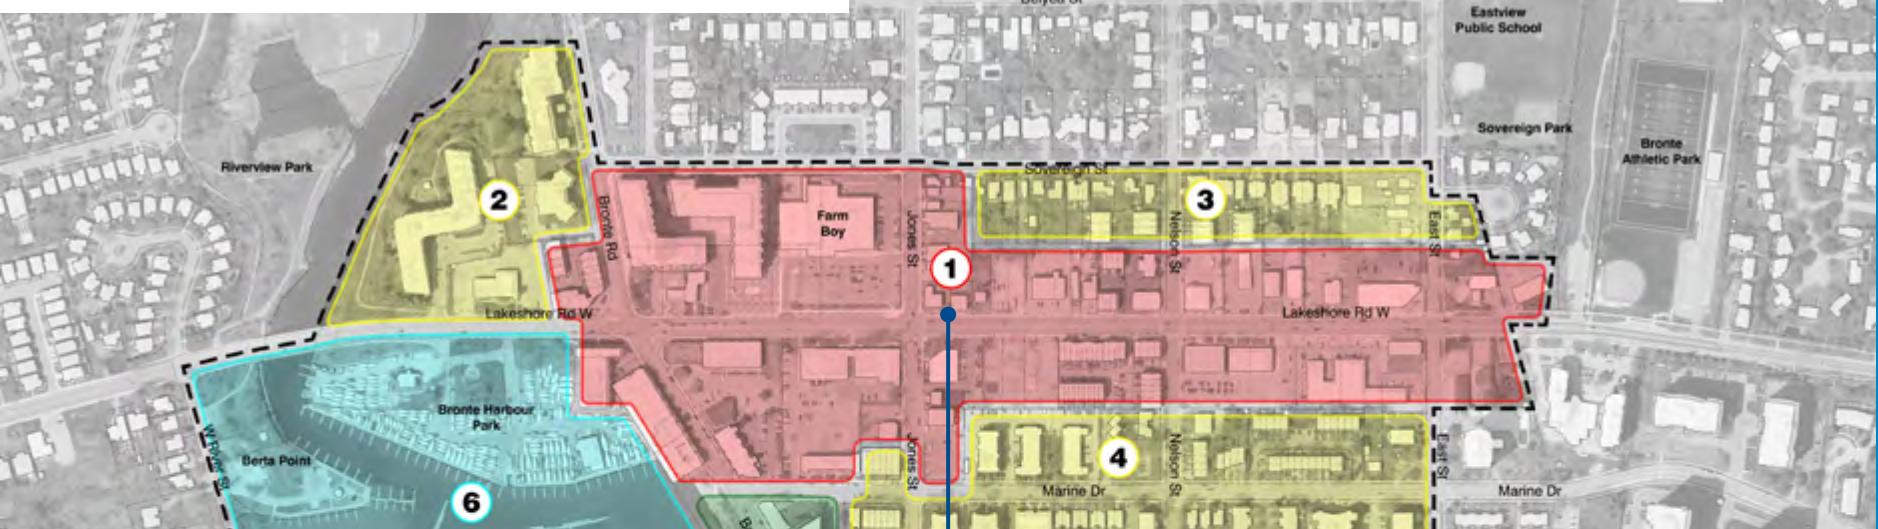 Belyea St
Eastview
Public School
Sovereign Park
Bronte
Athletic Park
Riverview Park
Sovereign St
2
3
Bronte Rd
Farm
Boy
Jones St
Nelson St
East St
1
Lakeshore Rd W
Lakeshore Rd W
Bronte Harbour
Park
W River St
Berta Point
Jones St
4
Nelson St
East St
6
Marine Dr
Marine Dr